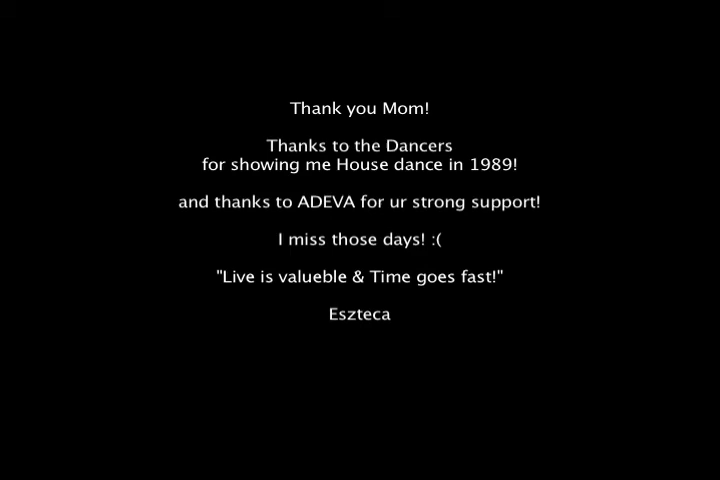 Thank you Mom!
Thanks to the Dancers
for showing me House dance in 1989!
and thanks to ADEVA for ur strong support!
I miss those days! :(
"Live is valueble & Time goes fast!"
Eszteca